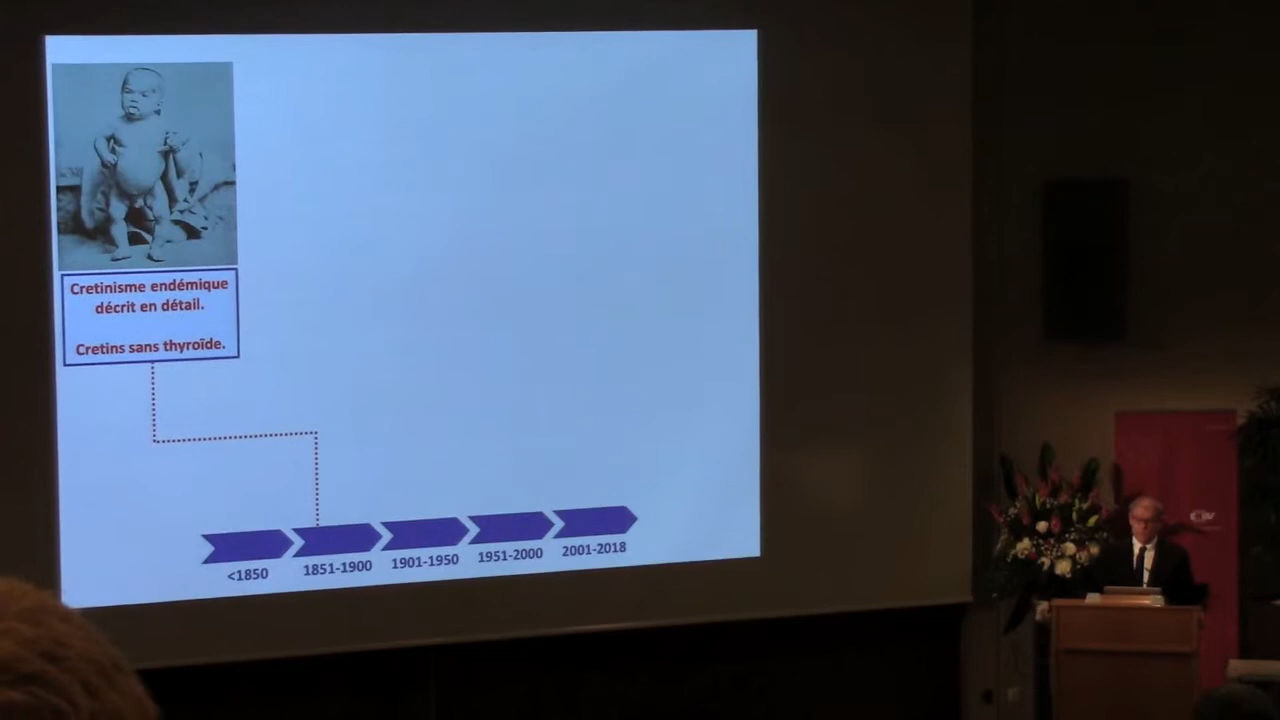 Cretinisme endémique
décrit en détail.
Cretins sans thyroïde.
<1850
1851-1900
1901-1950
1951-2000
2001-2018